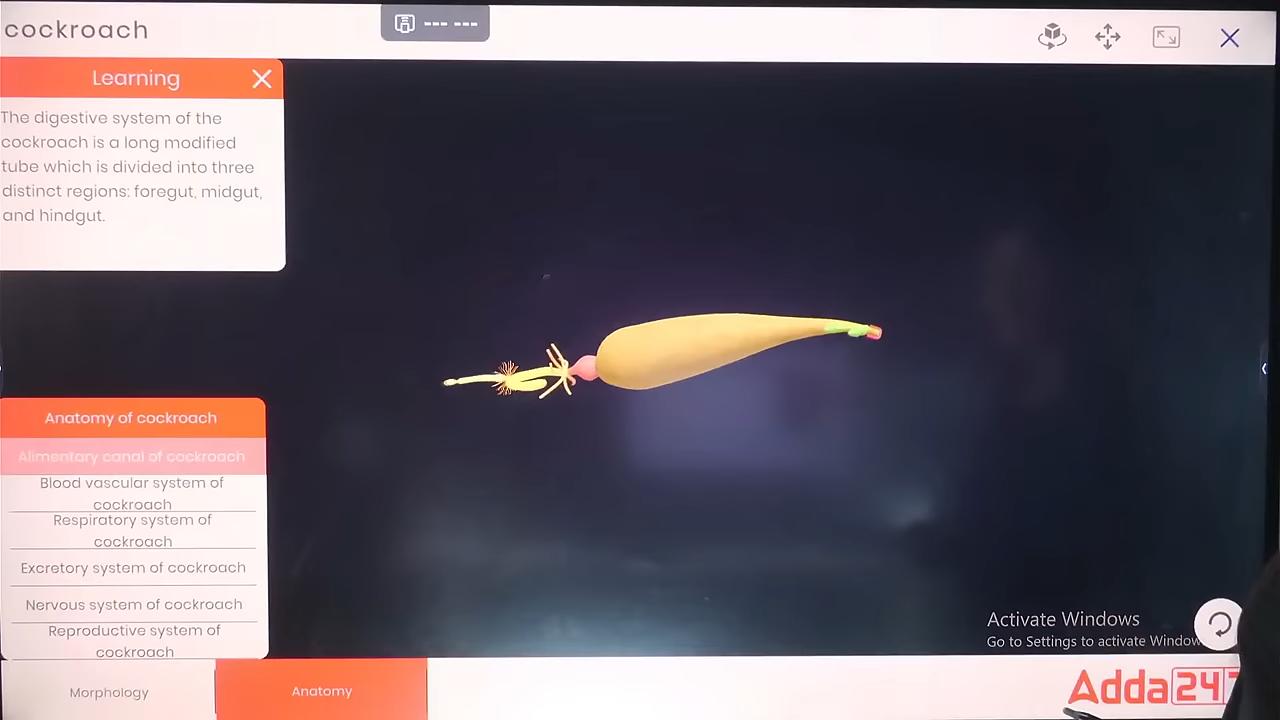 cockroach
Learning
The digestive system of the
cockroach is a long modified
tube which is divided into three
distinct regions: foregut, midgut,
and hindgut.
Anatomy of cockroach
Alimentary canal of cockroach
Blood vascular system of
cockroach
Respiratory system of
cockroach
Excretory system of cockroach
Nervous system of cockroach
Reproductive system of
cockroach
Activate Windows
Go to Settings to activate Window
Morphology
Anatomy
Adda247